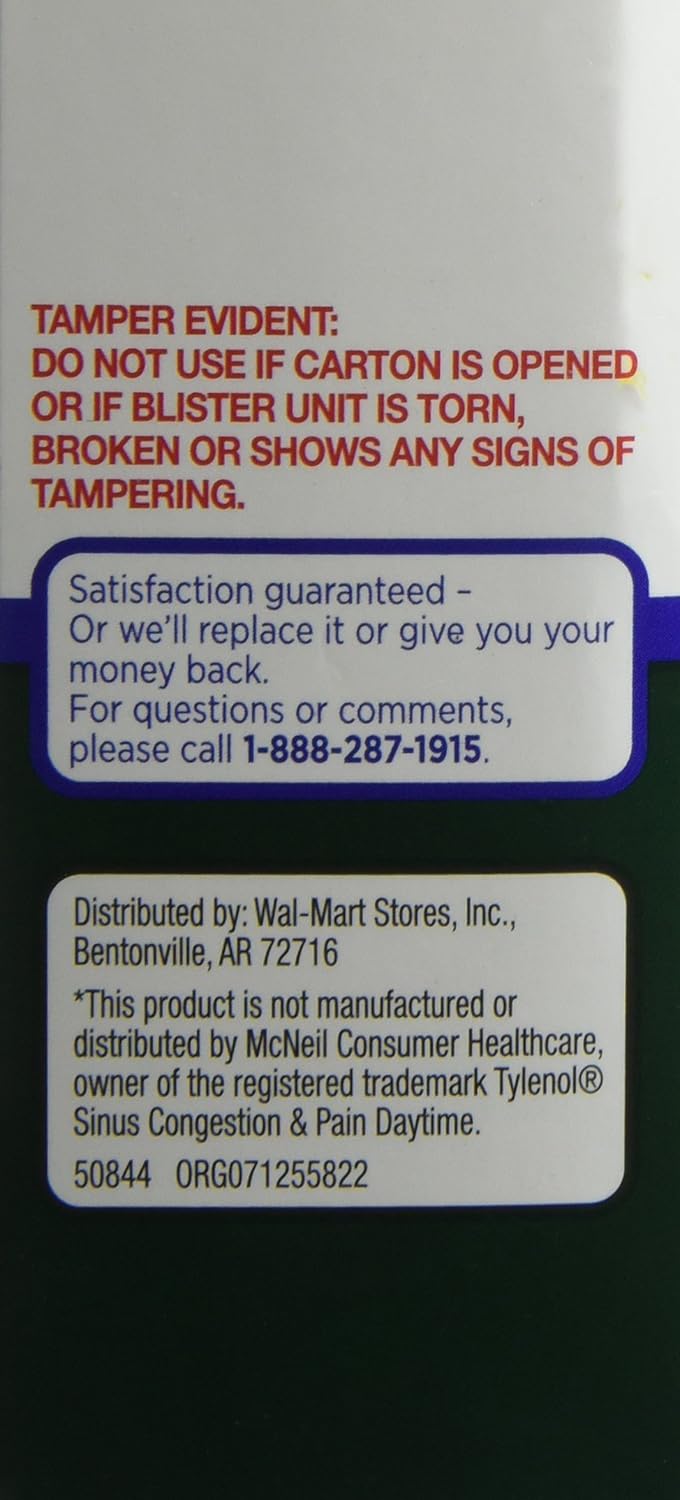 TAMPER EVIDENT:
DO NOT USE IF CARTON IS OPENED
OR IF BLISTER UNIT IS TORN,
BROKEN OR SHOWS ANY SIGNS OF
TAMPERING.
Satisfaction guaranteed –
Or we'll replace it or give you your
money back.
For questions or comments,
please call 1-888-287-1915.
Distributed by: Wal-Mart Stores, Inc.,
Bentonville, AR 72716
*This product is not manufactured or
distributed by McNeil Consumer Healthcare,
owner of the registered trademark Tylenol®
Sinus Congestion & Pain Daytime.
50844 ORG071255822